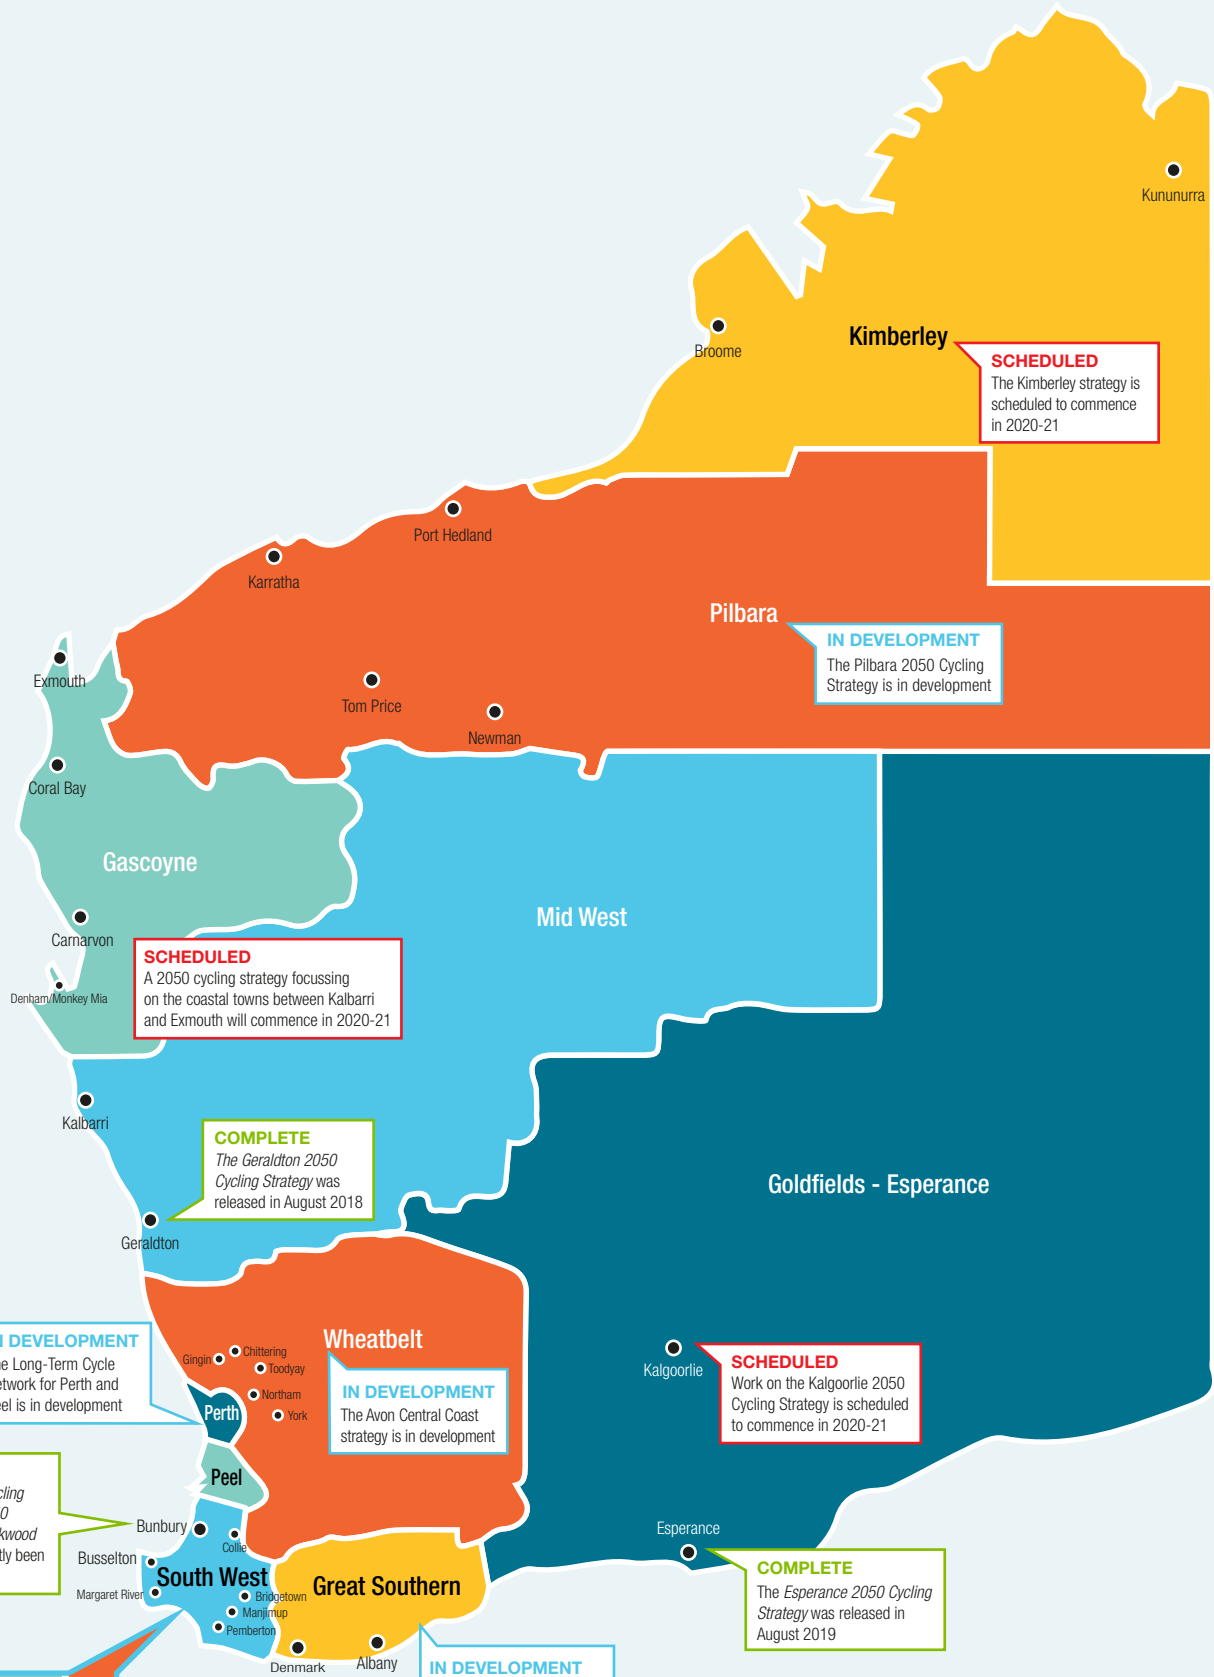 Kununurra
Broome
Kimberley
SCHEDULED
The Kimberley strategy is
scheduled to commence
in 2020-21
Port Hedland
Karratha
Pilbara
IN DEVELOPMENT
The Pilbara 2050 Cycling
Strategy is in development
Exmouth
Tom Price
Newman
Coral Bay
Gascoyne
Mid West
Carnarvon
SCHEDULED
A 2050 cycling strategy focussing
on the coastal towns between Kalbarri
and Exmouth will commence in 2020-21
Denham/Monkey Mia
Kalbarri
COMPLETE
The Geraldton 2050
Cycling Strategy was
released in August 2018
Goldfields - Esperance
Geraldton
Wheatbelt
DEVELOPMENT
Long-Term Cycle
for Perth and
is in development
Gingin
Chittering
Toodyay
Northam
York
Perth
IN DEVELOPMENT
The Avon Central Coast
strategy is in development
Kalgoorlie
SCHEDULED
Work on the Kalgoorlie 2050
Cycling Strategy is scheduled
to commence in 2020-21
Peel
been
Bunbury
Collie
Busselton
South West
Margaret River
Bridgetown
Manjimup
Pemberton
Great Southern
Esperance
COMPLETE
The Esperance 2050 Cycling
Strategy was released in
August 2019
Denmark
Albany
IN DEVELOPMENT